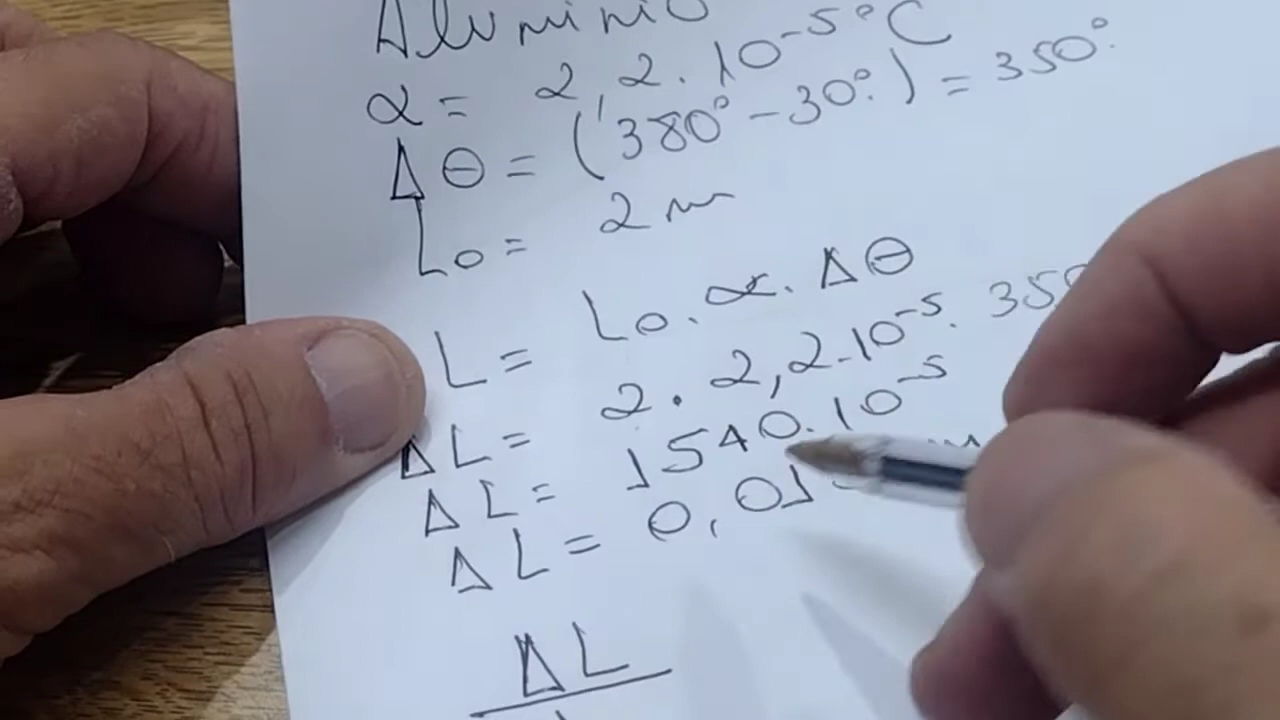 Aluminio
α = 2,2.10⁻⁵ °C
Δθ = (380° - 30°) = 350°
Lo = 2m
L = Lo.α.Δθ
ΔL = 2.2,2.10⁻⁵.350
ΔL = 1540.10⁻⁵
ΔL = 0,01
ΔL